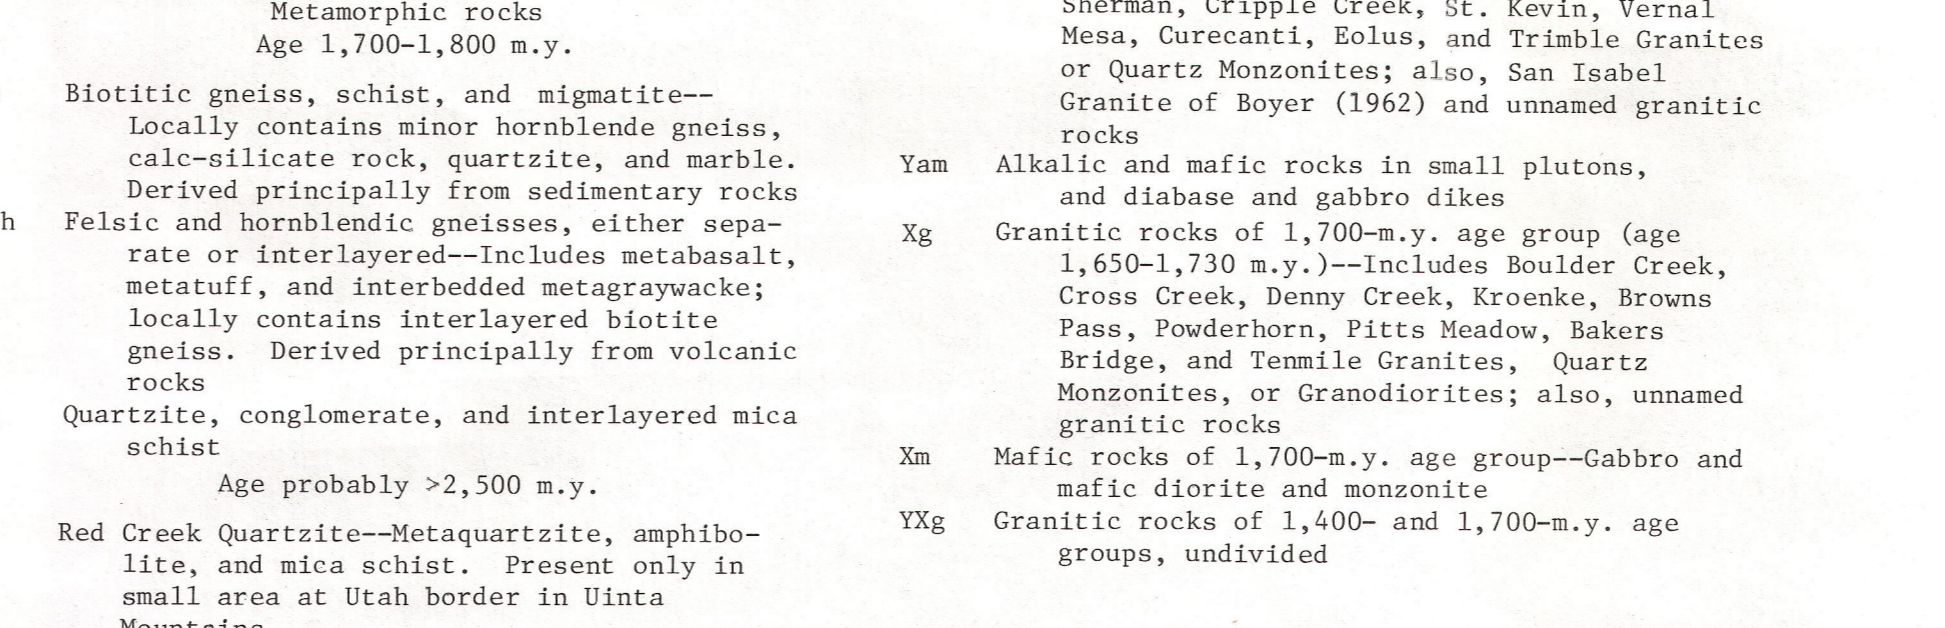 Metamorphic rocks
Age 1,700-1,800 m.y.
Biotitic gneiss, schist, and migmatite--
Locally contains minor hornblende gneiss,
calc-silicate rock, quartzite, and marble.
Derived principally from sedimentary rocks
h Felsic and hornblendic gneisses, either sepa-
rate or interlayered--Includes metabasalt,
metatuff, and interbedded metagraywacke;
locally contains interlayered biotite
gneiss. Derived principally from volcanic
rocks
Quartzite, conglomerate, and interlayered mica
schist
Age probably >2,500 m.y.
Red Creek Quartzite--Metaquartzite, amphibo-
lite, and mica schist. Present only in
small area at Utah border in Uinta
Mountains
Sherman, Cripple Creek, St. Kevin, Vernal
Mesa, Curecanti, Eolus, and Trimble Granites
or Quartz Monzonites; also, San Isabel
Granite of Boyer (1962) and unnamed granitic
rocks
Yam Alkalic and mafic rocks in small plutons,
and diabase and gabbro dikes
Xg Granitic rocks of 1,700-m.y. age group (age
1,650-1,730 m.y.)--Includes Boulder Creek,
Cross Creek, Denny Creek, Kroenke, Browns
Pass, Powderhorn, Pitts Meadow, Bakers
Bridge, and Tenmile Granites, Quartz
Monzonites, or Granodiorites; also, unnamed
granitic rocks
Xm Mafic rocks of 1,700-m.y. age group--Gabbro and
mafic diorite and monzonite
YXg Granitic rocks of 1,400- and 1,700-m.y. age
groups, undivided